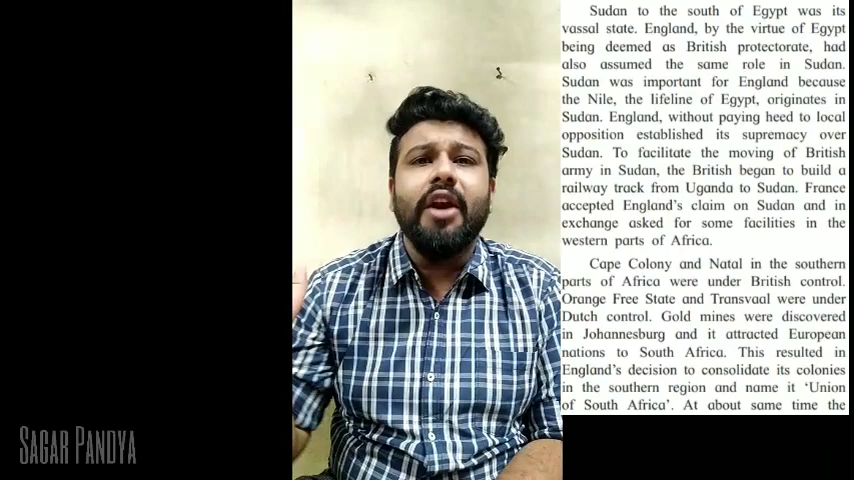 Sudan to the south of Egypt was its
vassal state. England, by the virtue of Egypt
being deemed as British protectorate, had
also assumed the same role in Sudan.
Sudan was important for England because
the Nile, the lifeline of Egypt, originates in
Sudan. England, without paying heed to local
opposition established its supremacy over
Sudan. To facilitate the moving of British
army in Sudan, the British began to build a
railway track from Uganda to Sudan. France
accepted England's claim on Sudan and in
exchange asked for some facilities in the
western parts of Africa.
Cape Colony and Natal in the southern
parts of Africa were under British control.
Orange Free State and Transvaal were under
Dutch control. Gold mines were discovered
in Johannesburg and it attracted European
nations to South Africa. This resulted in
England's decision to consolidate its colonies
in the southern region and name it 'Union
of South Africa'. At about same time the
SAGAR PANDYA